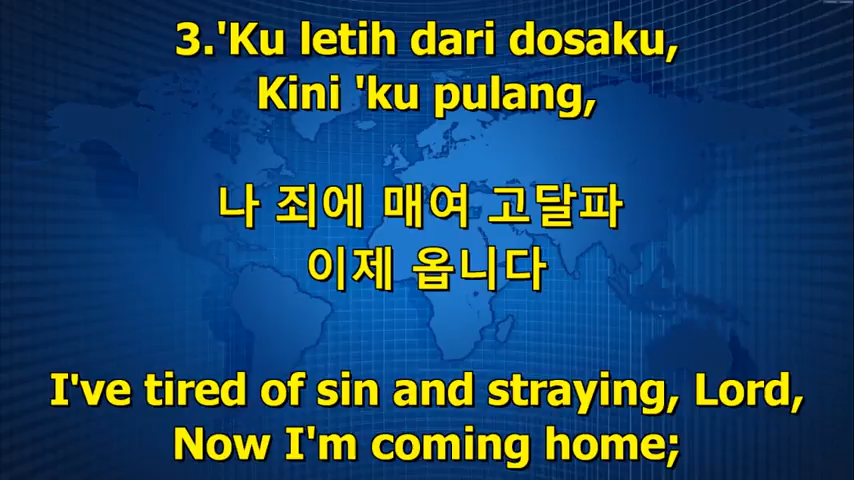 3.'Ku letih dari dosaku,
Kini 'ku pulang,
나 죄에 매여 고달파
이제 옵니다
I've tired of sin and straying, Lord,
Now I'm coming home;